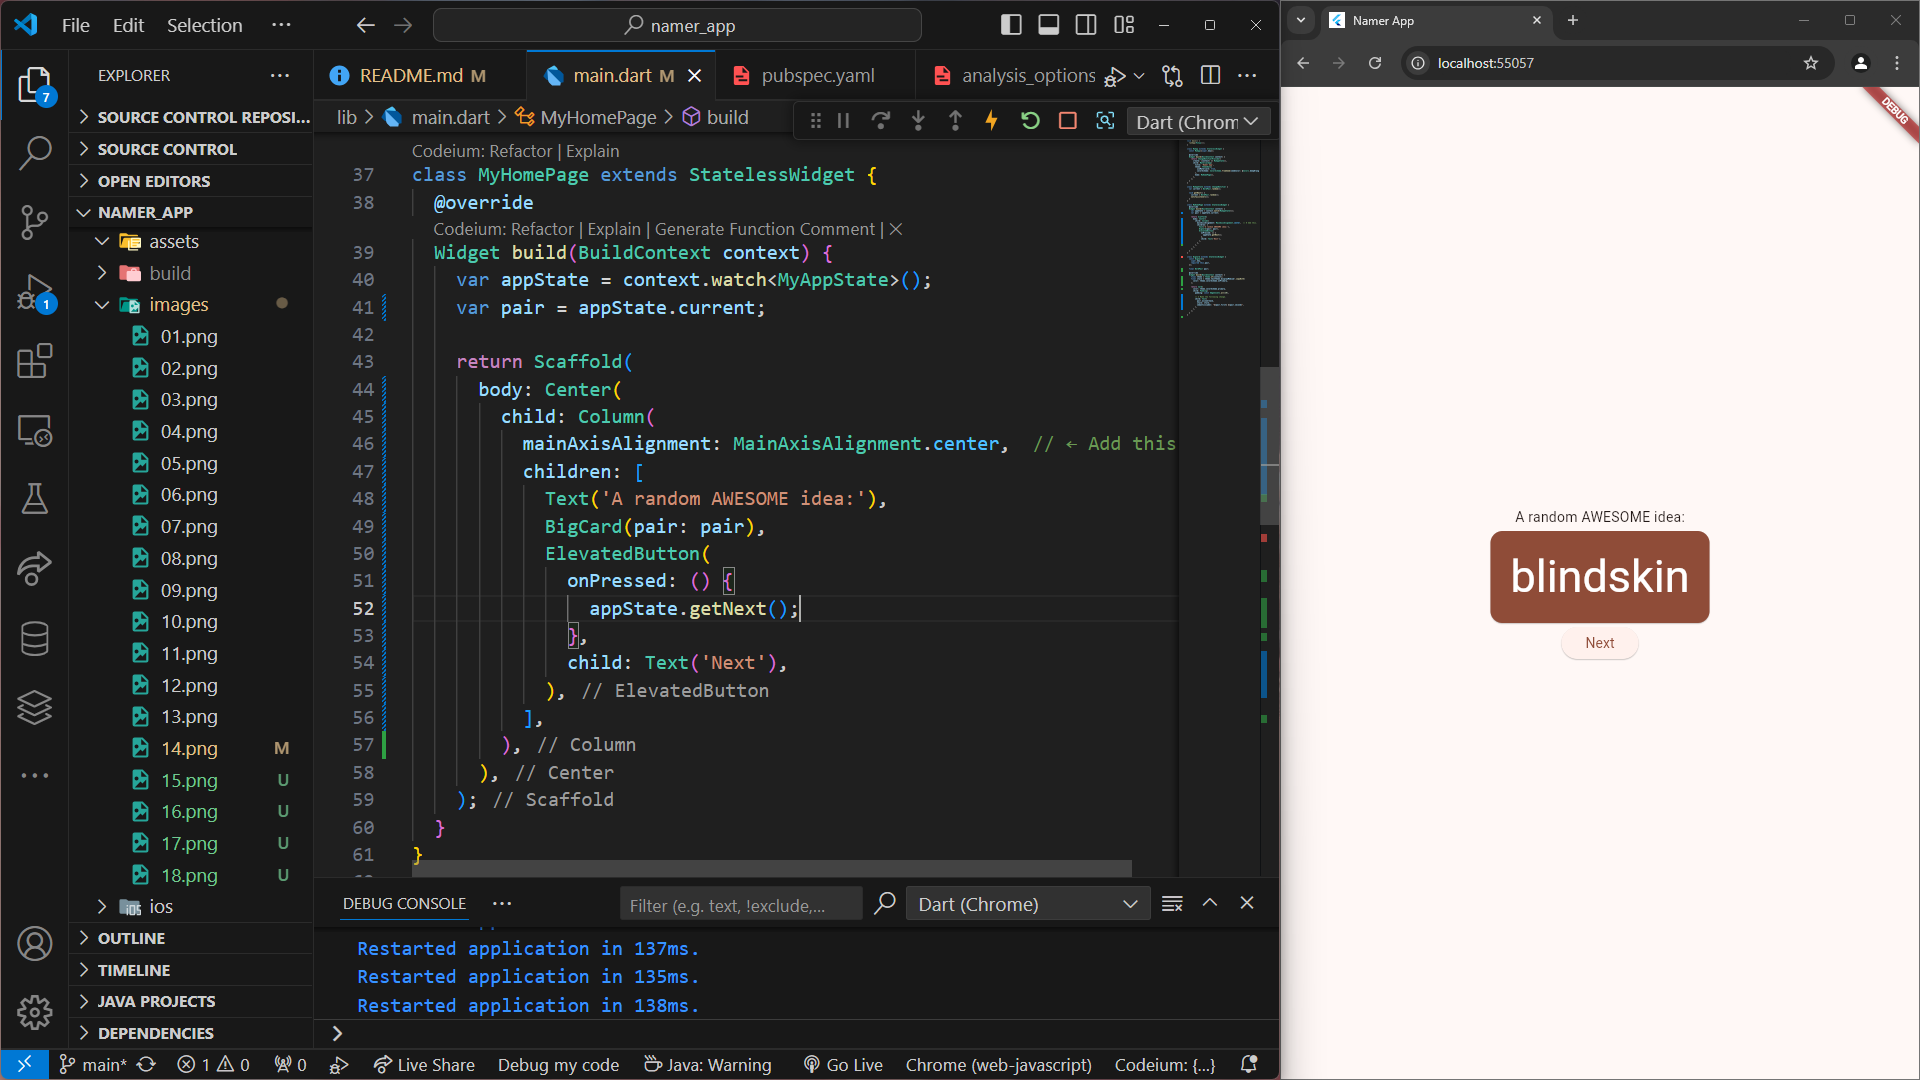 File Edit Selection ···
namer_app
EXPLORER
7
1
SOURCE CONTROL REPOSI...
SOURCE CONTROL
OPEN EDITORS
NAMER_APP
assets
build
images
01.png
02.png
03.png
04.png
05.png
06.png
07.png
08.png
09.png
10.png
11.png
12.png
13.png
14.png M
15.png U
16.png U
17.png U
18.png U
ios
OUTLINE
TIMELINE
JAVA PROJECTS
DEPENDENCIES
README.md M
main.dart M
pubspec.yaml
analysis_options
lib > main.dart > MyHomePage > build
Dart (Chrom
Codeium: Refactor | Explain
37 class MyHomePage extends StatelessWidget {
38 @override
Codeium: Refactor | Explain | Generate Function Comment | ✕
39 Widget build(BuildContext context) {
40 var appState = context.watch<MyAppState>();
41 var pair = appState.current;
42
43 return Scaffold(
44 body: Center(
45 child: Column(
46 mainAxisAlignment: MainAxisAlignment.center, // ← Add this
47 children: [
48 Text('A random AWESOME idea:'),
49 BigCard(pair: pair),
50 ElevatedButton(
51 onPressed: () {
52 appState.getNext();
53 },
54 child: Text('Next'),
55 ), // ElevatedButton
56 ],
57 ), // Column
58 ), // Center
59 ); // Scaffold
60 }
61 }
DEBUG CONSOLE
Filter (e.g. text, !exclude,...
Dart (Chrome)
Restarted application in 137ms.
Restarted application in 135ms.
Restarted application in 138ms.
main* 1 0 0 Live Share Debug my code Java: Warning Go Live Chrome (web-javascript) Codeium: {...}
Namer App
localhost:55057
DEBUG
A random AWESOME idea:
blindskin
Next